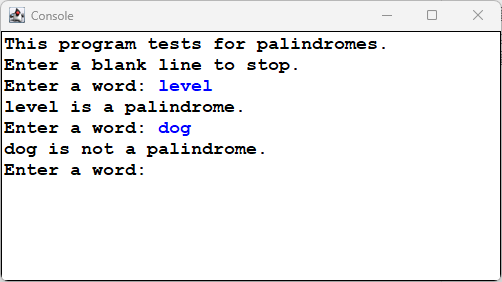 Console
This program tests for palindromes.
Enter a blank line to stop.
Enter a word: level
level is a palindrome.
Enter a word: dog
dog is not a palindrome.
Enter a word: